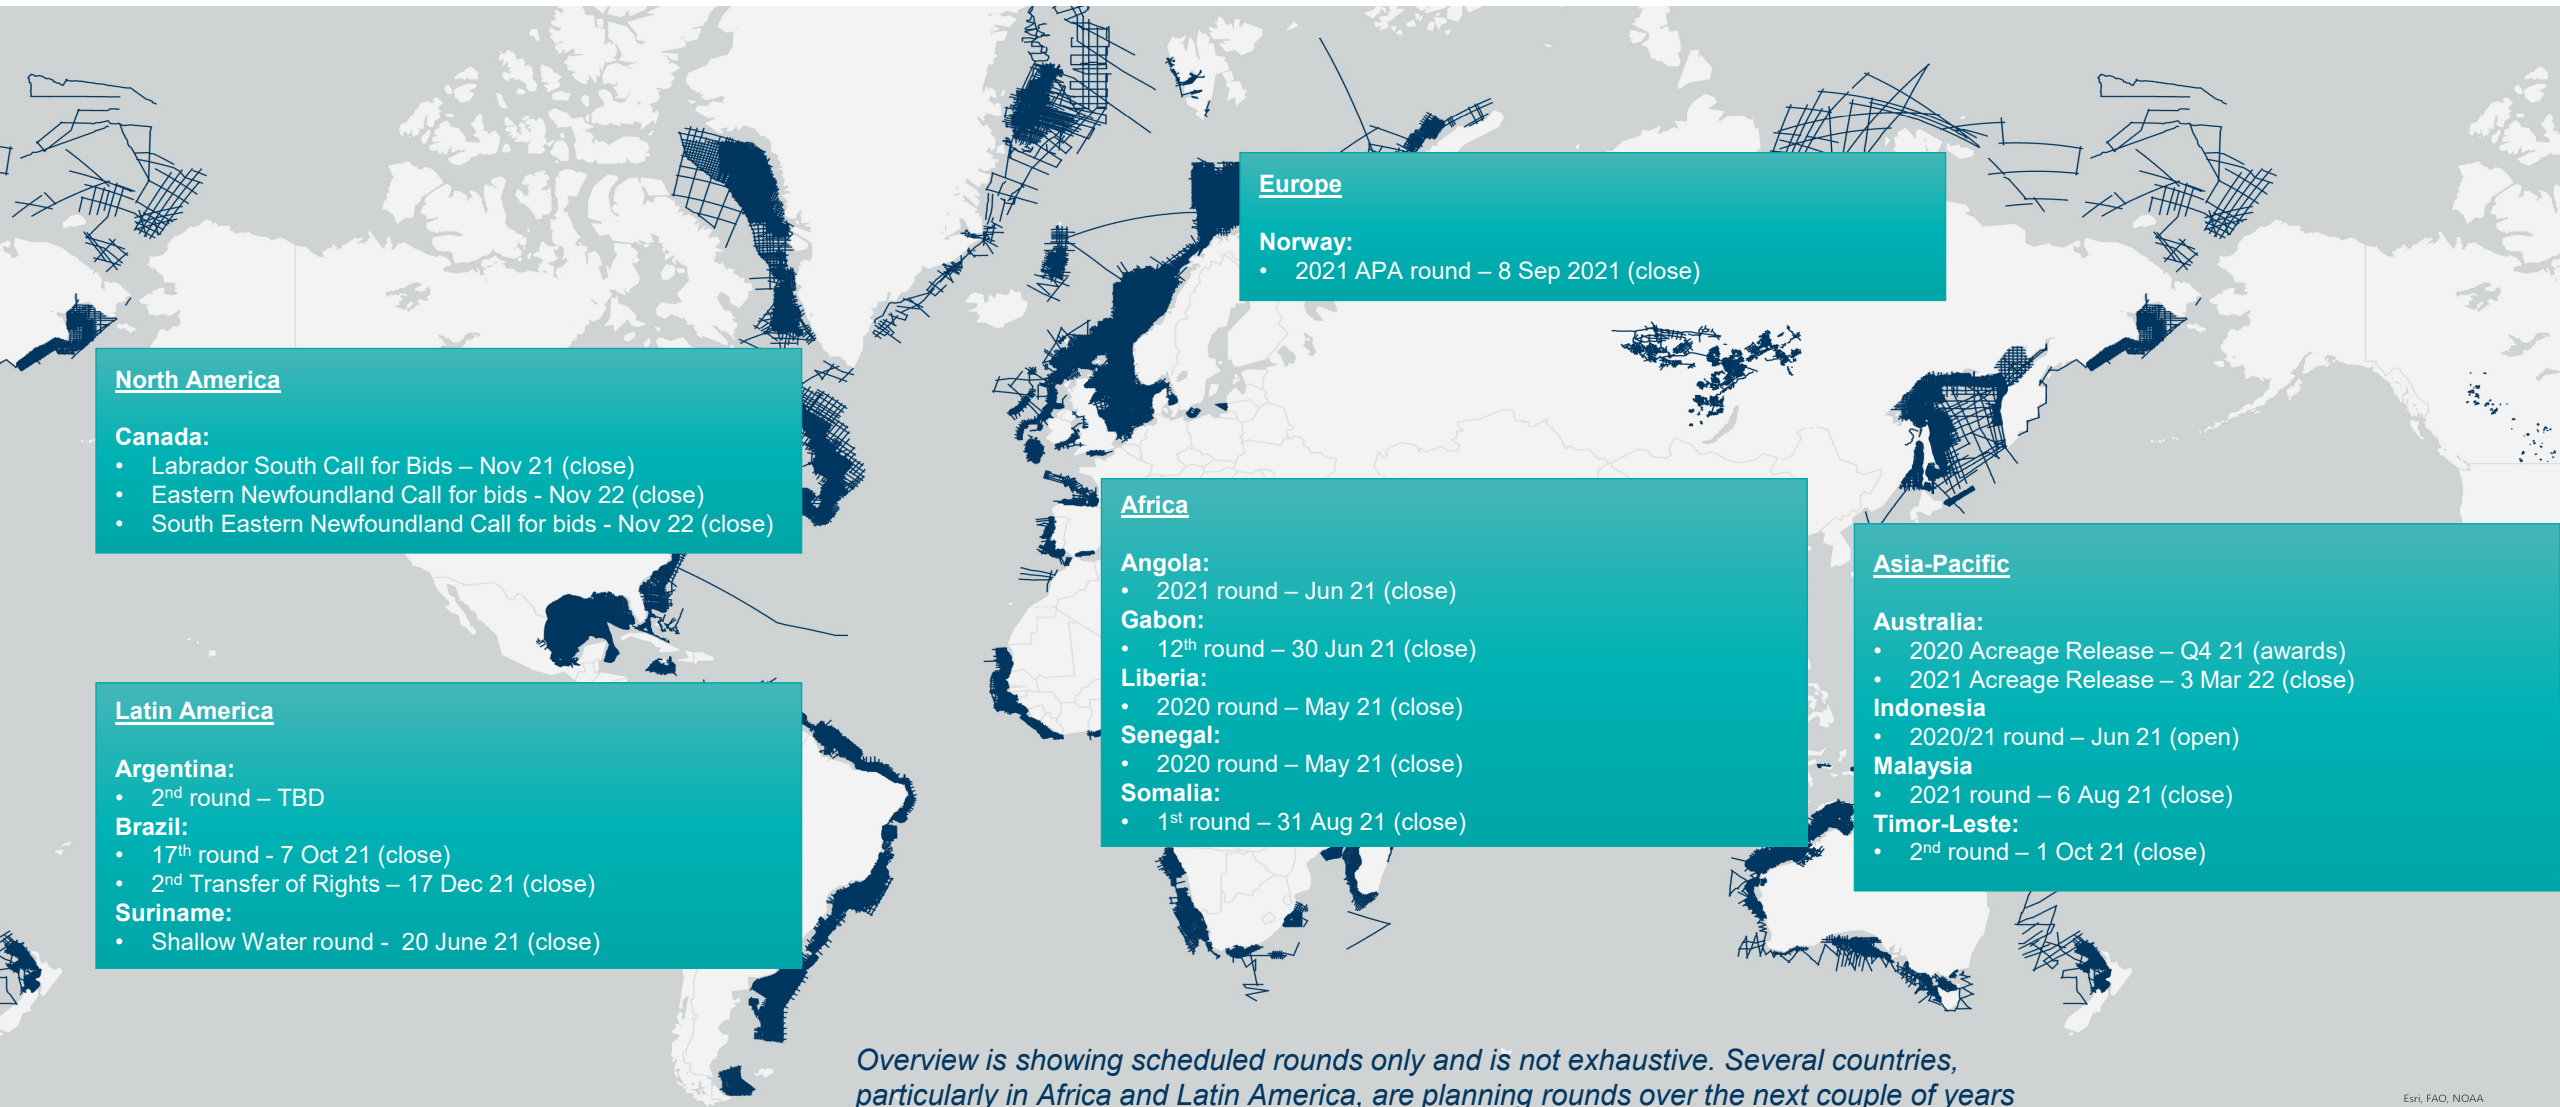 Europe
Norway:
• 2021 APA round – 8 Sep 2021 (close)
North America
Canada:
• Labrador South Call for Bids – Nov 21 (close)
• Eastern Newfoundland Call for bids - Nov 22 (close)
• South Eastern Newfoundland Call for bids - Nov 22 (close)
Africa
Angola:
• 2021 round – Jun 21 (close)
Gabon:
• 12th round – 30 Jun 21 (close)
Liberia:
• 2020 round – May 21 (close)
Senegal:
• 2020 round – May 21 (close)
Somalia:
• 1st round – 31 Aug 21 (close)
Asia-Pacific
Australia:
• 2020 Acreage Release – Q4 21 (awards)
• 2021 Acreage Release – 3 Mar 22 (close)
Indonesia
• 2020/21 round – Jun 21 (open)
Malaysia
• 2021 round – 6 Aug 21 (close)
Timor-Leste:
• 2nd round – 1 Oct 21 (close)
Latin America
Argentina:
• 2nd round – TBD
Brazil:
• 17th round - 7 Oct 21 (close)
• 2nd Transfer of Rights – 17 Dec 21 (close)
Suriname:
• Shallow Water round - 20 June 21 (close)
Overview is showing scheduled rounds only and is not exhaustive. Several countries,
particularly in Africa and Latin America, are planning rounds over the next couple of years
Esri, FAO, NOAA